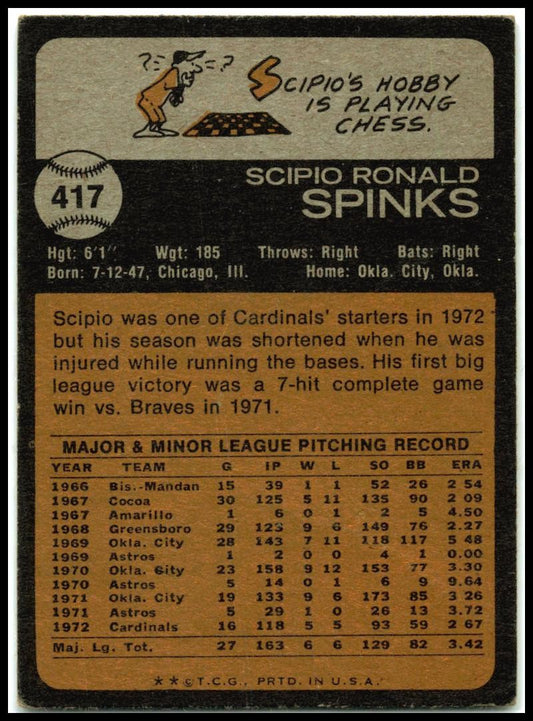 = ? = = ?
SCIPIO'S HOBBY
IS PLAYING
CHESS.
417
SCIPIO RONALD
SPINKS
Hgt: 6'1" Wgt: 185 Throws: Right Bats: Right
Born: 7-12-47, Chicago, Ill. Home: Okla. City, Okla.
Scipio was one of Cardinals' starters in 1972
but his season was shortened when he was
injured while running the bases. His first big
league victory was a 7-hit complete game
win vs. Braves in 1971.
MAJOR & MINOR LEAGUE PITCHING RECORD
YEAR TEAM G IP W L SO BB ERA
1966 Bis.-Mandan 15 39 1 1 52 26 2 54
1967 Cocoa 30 125 5 11 135 90 2 09
1967 Amarillo 1 6 0 1 2 5 4.50
1968 Greensboro 29 123 9 6 149 76 2.27
1969 Okla. City 28 143 7 11 118 117 5 48
1969 Astros 1 2 0 0 4 1 0.00
1970 Okla. City 23 158 9 12 153 77 3.30
1970 Astros 5 14 0 1 6 9 9.64
1971 Okla. City 19 133 9 6 173 85 3 26
1971 Astros 5 29 1 0 26 13 3.72
1972 Cardinals 16 118 5 5 93 59 2 67
Maj. Lg. Tot. 27 163 6 6 129 82 3.42
★★©T.C.G., PRTD. IN U.S.A.